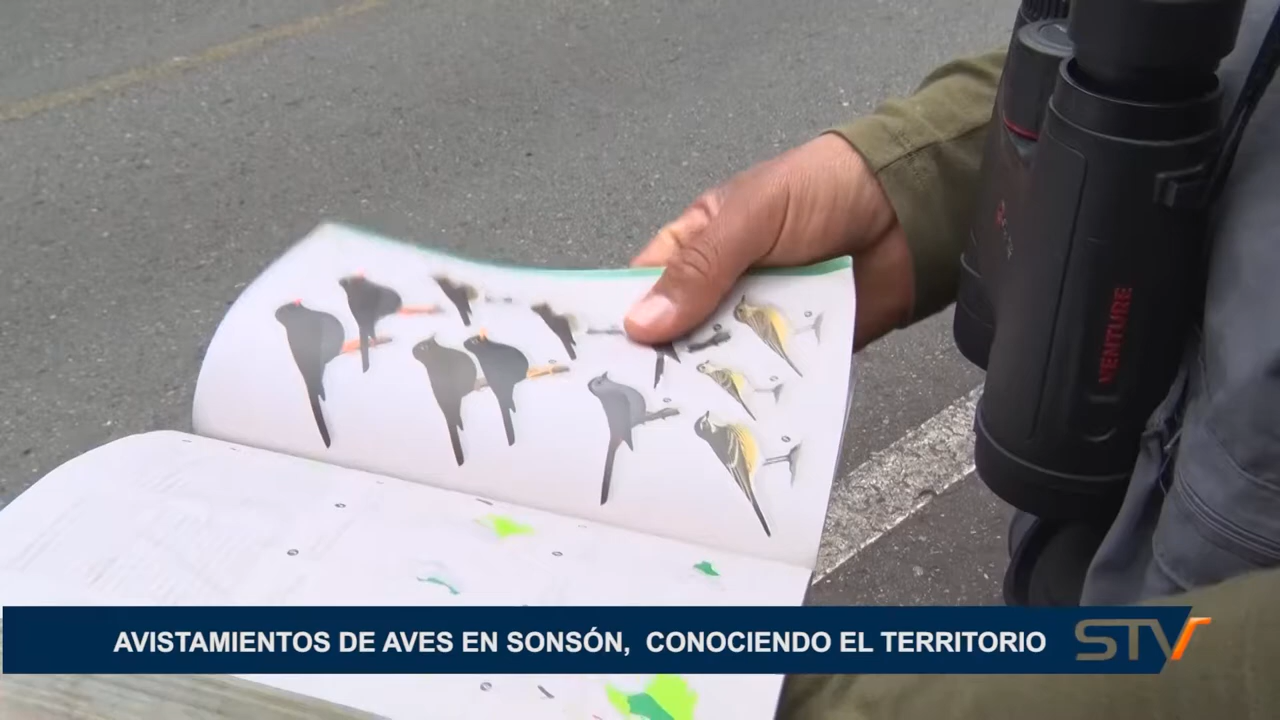 VENTURE
AVISTAMIENTOS DE AVES EN SONSÓN, CONOCIENDO EL TERRITORIO
STV